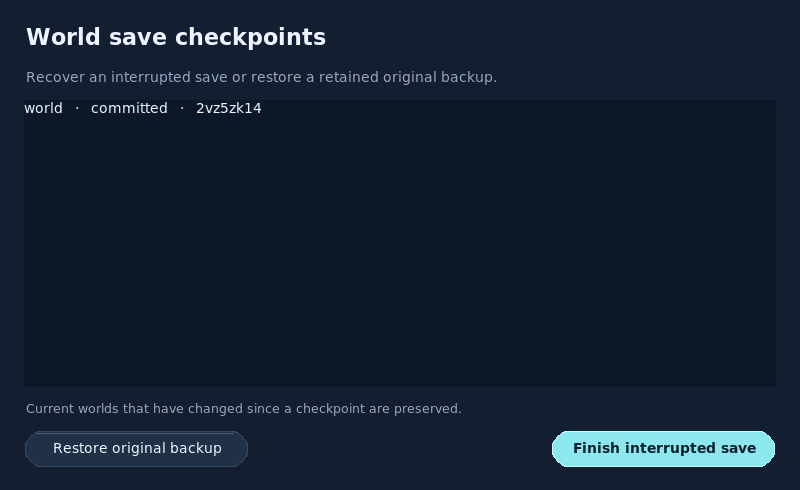 World save checkpoints
Recover an interrupted save or restore a retained original backup.
world · committed · 2vz5zk14
Current worlds that have changed since a checkpoint are preserved.
Restore original backup
Finish interrupted save